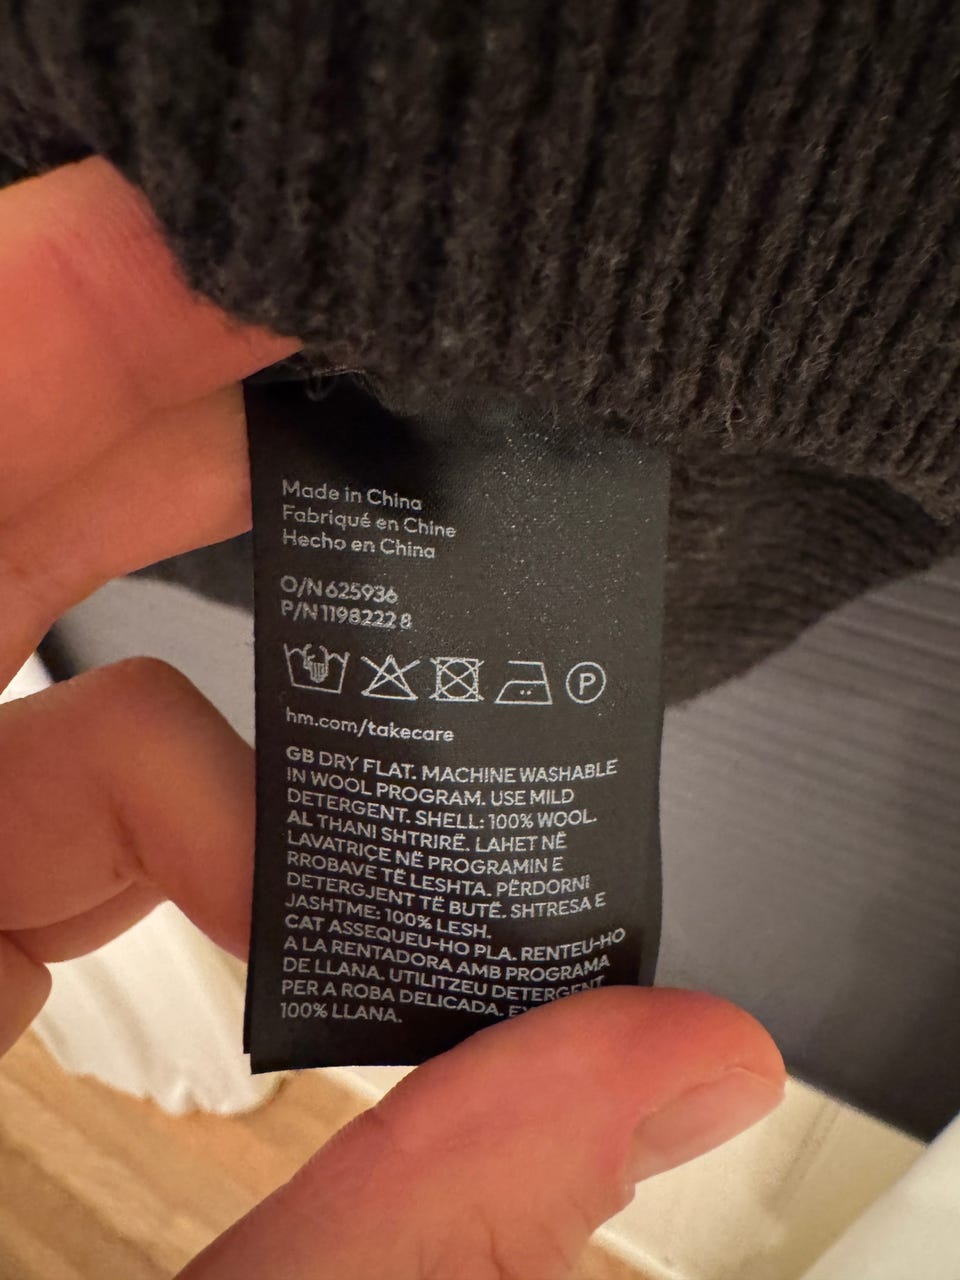 Made in China
Fabriqué en Chine
Hecho en China
O/N 625936
P/N 1198222 8
P
hm.com/takecare
GB DRY FLAT. MACHINE WASHABLE
IN WOOL PROGRAM. USE MILD
DETERGENT. SHELL: 100% WOOL.
AL THANI SHTRIRË. LAHET NË
LAVATRIÇE NË PROGRAMIN E
RROBAVE TË LESHTA. PËRDORNI
DETERGJENT TË BUTË. SHTRESA E
JASHTME: 100% LESH.
CAT ASSEQUEU-HO PLA. RENTEU-HO
A LA RENTADORA AMB PROGRAMA
DE LLANA. UTILITZEU DETERGENT
PER A ROBA DELICADA.
100% LLANA.